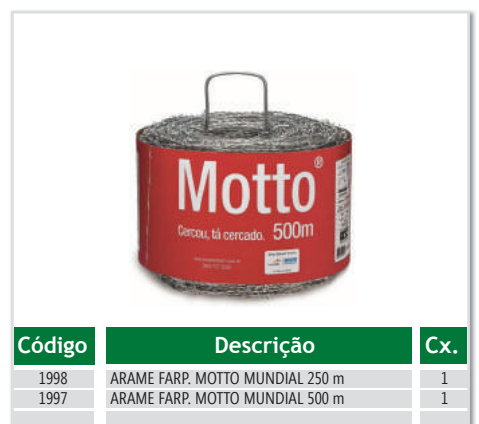 Motto®
Cercou, tá cercado. 500m
Código Descrição Cx.
1998 ARAME FARP. MOTTO MUNDIAL 250 m 1
1997 ARAME FARP. MOTTO MUNDIAL 500 m 1